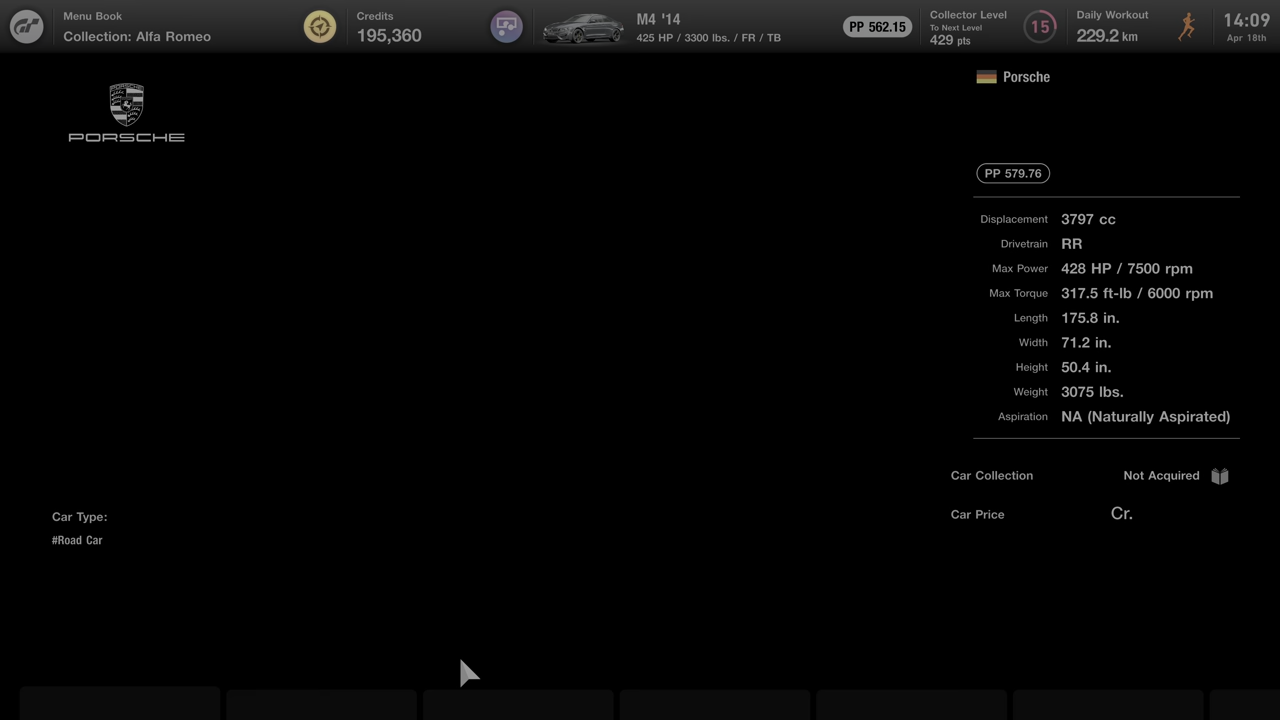 Menu Book
Collection: Alfa Romeo
Credits
195,360
M4 '14
425 HP / 3300 lbs. / FR / TB
PP 562.15
Collector Level
To Next Level
429 pts
15
Daily Workout
229.2 km
14:09
Apr 18th
PORSCHE
PORSCHE
Porsche
PP 579.76
Displacement 3797 cc
Drivetrain RR
Max Power 428 HP / 7500 rpm
Max Torque 317.5 ft-lb / 6000 rpm
Length 175.8 in.
Width 71.2 in.
Height 50.4 in.
Weight 3075 lbs.
Aspiration NA (Naturally Aspirated)
Car Collection Not Acquired
Car Price Cr.
Car Type:
#Road Car